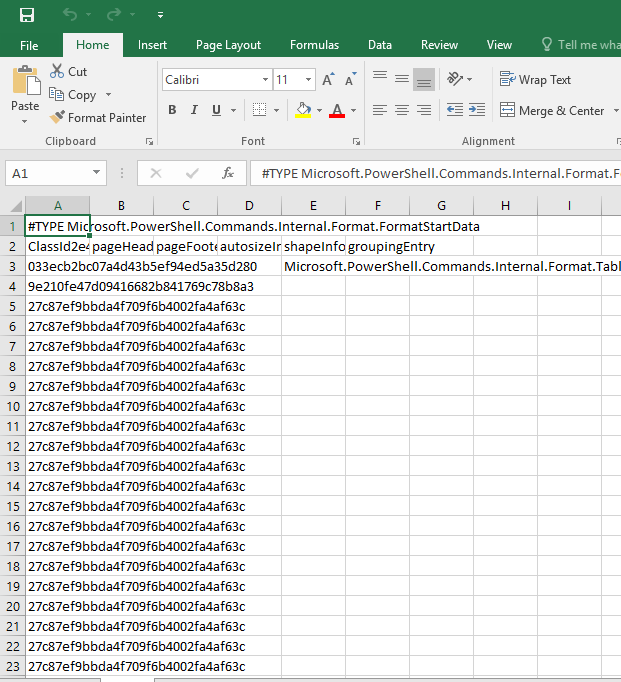 File Home Insert Page Layout Formulas Data Review View Tell me wha
Paste Cut Calibri 11 A A Wrap Text
Copy B I U A Merge & Center
Format Painter
Clipboard Font Alignment
A1 fx #TYPE Microsoft.PowerShell.Commands.Internal.Format.F
A B C D E F G H I
1 #TYPE Microsoft.PowerShell.Commands.Internal.Format.FormatStartData
2 ClassId2e4 pageHead pageFoote autosizeIn shapeInfo groupingEntry
3 033ecb2bc07a4d43b5ef94ed5a35d280 Microsoft.PowerShell.Commands.Internal.Format.Tabl
4 9e210fe47d09416682b841769c78b8a3
5 27c87ef9bbda4f709f6b4002fa4af63c
6 27c87ef9bbda4f709f6b4002fa4af63c
7 27c87ef9bbda4f709f6b4002fa4af63c
8 27c87ef9bbda4f709f6b4002fa4af63c
9 27c87ef9bbda4f709f6b4002fa4af63c
10 27c87ef9bbda4f709f6b4002fa4af63c
11 27c87ef9bbda4f709f6b4002fa4af63c
12 27c87ef9bbda4f709f6b4002fa4af63c
13 27c87ef9bbda4f709f6b4002fa4af63c
14 27c87ef9bbda4f709f6b4002fa4af63c
15 27c87ef9bbda4f709f6b4002fa4af63c
16 27c87ef9bbda4f709f6b4002fa4af63c
17 27c87ef9bbda4f709f6b4002fa4af63c
18 27c87ef9bbda4f709f6b4002fa4af63c
19 27c87ef9bbda4f709f6b4002fa4af63c
20 27c87ef9bbda4f709f6b4002fa4af63c
21 27c87ef9bbda4f709f6b4002fa4af63c
22 27c87ef9bbda4f709f6b4002fa4af63c
23 27c87ef9bbda4f709f6b4002fa4af63c